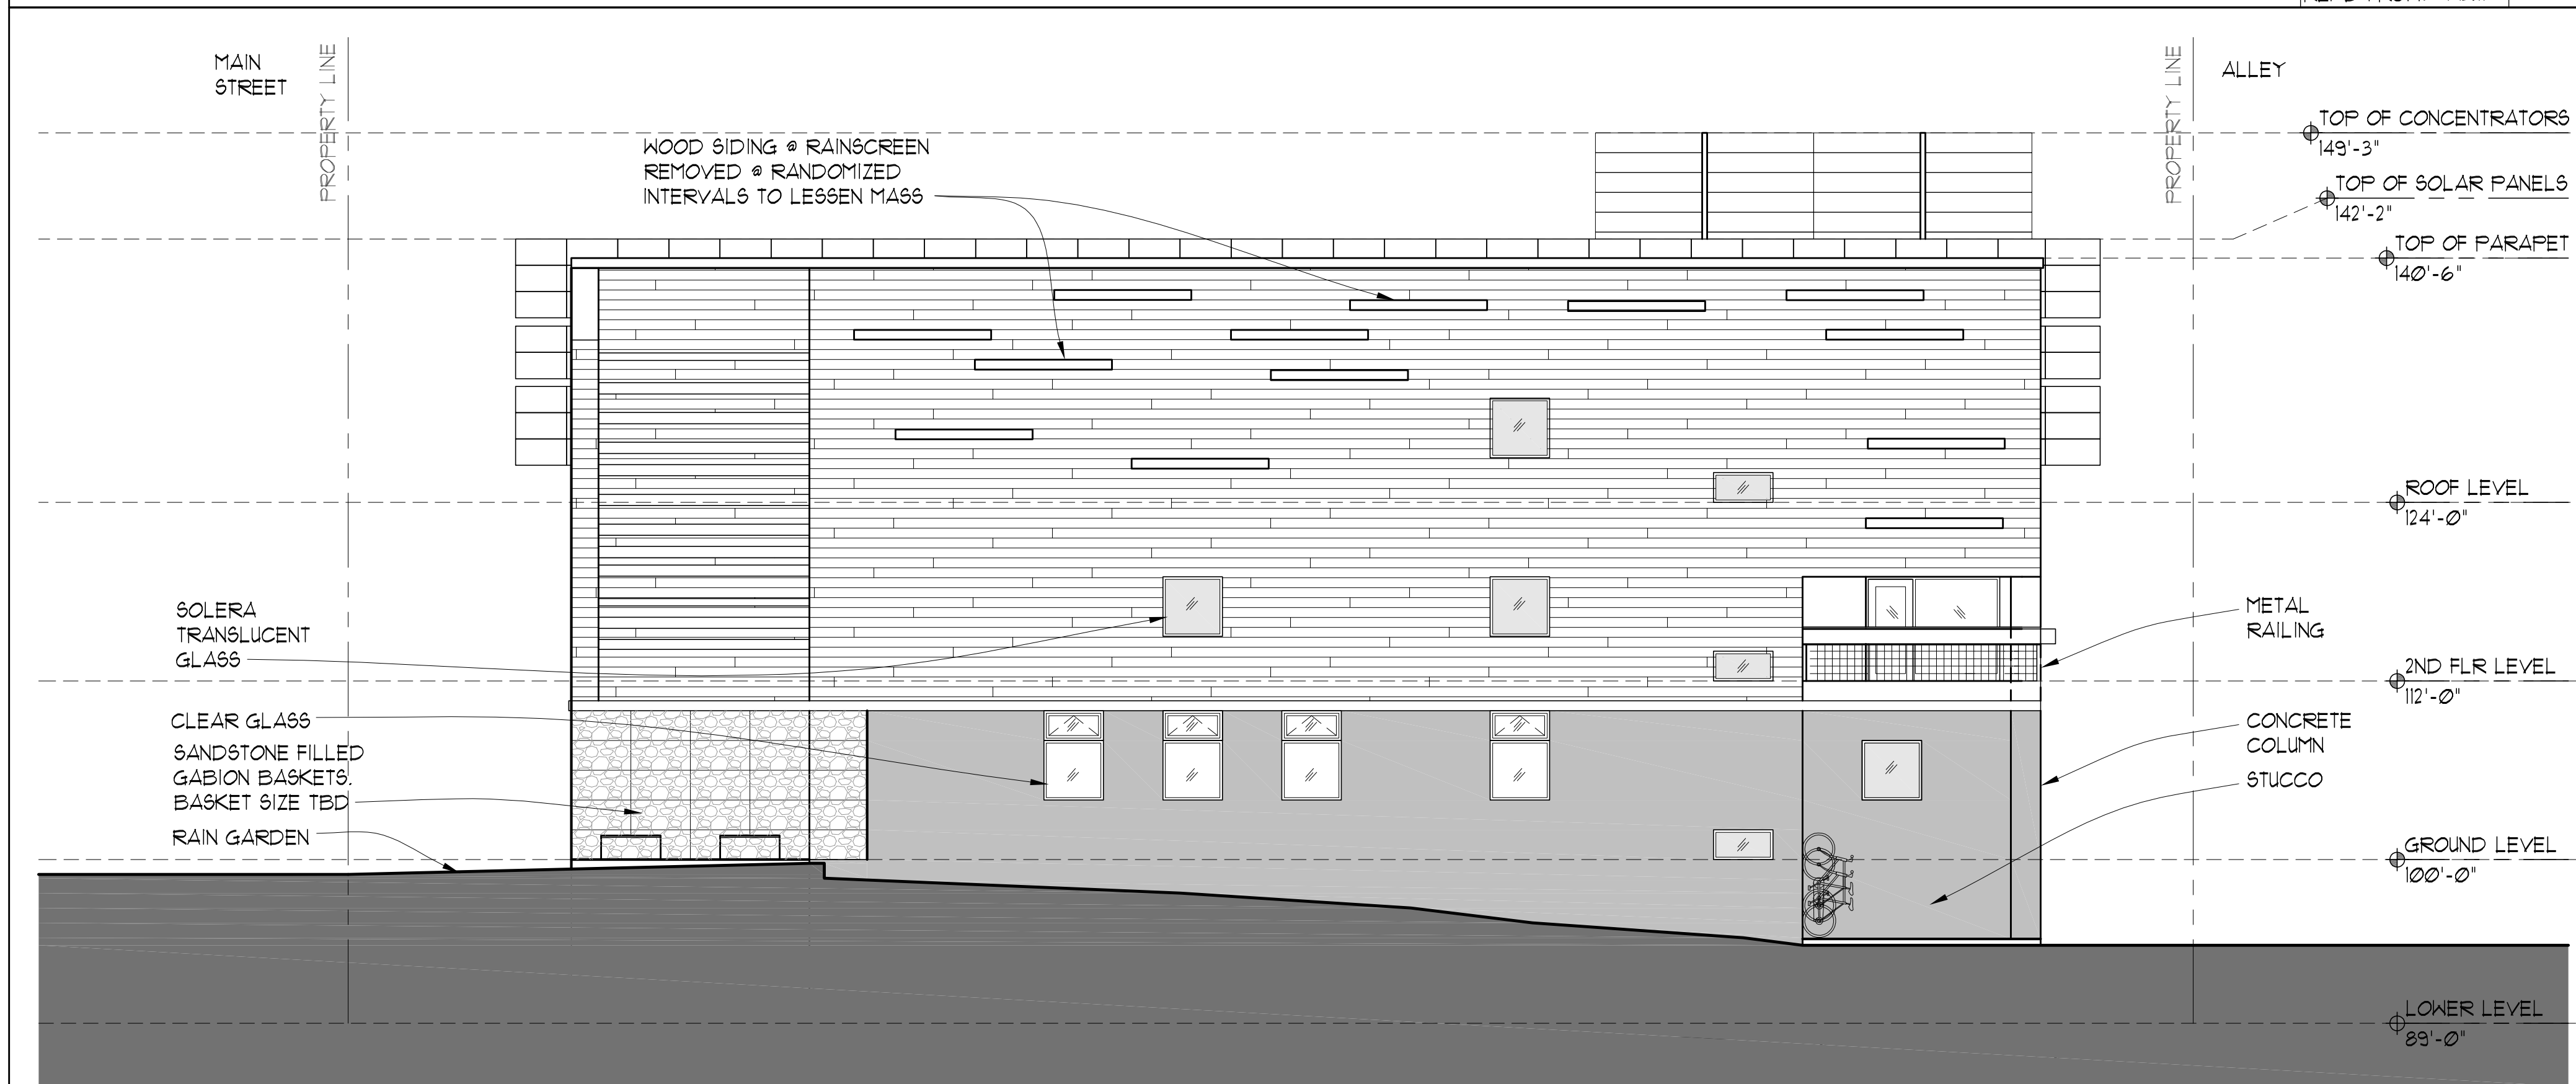 MAIN
STREET
PROPERTY LINE
PROPERTY LINE
ALLEY
TOP OF CONCENTRATORS
149'-3"
WOOD SIDING @ RAINSCREEN
REMOVED @ RANDOMIZED
INTERVALS TO LESSEN MASS
TOP OF SOLAR PANELS
142'-2"
TOP OF PARAPET
140'-6"
ROOF LEVEL
124'-0"
SOLERA
TRANSLUCENT
GLASS
METAL
RAILING
2ND FLR LEVEL
112'-0"
CLEAR GLASS
SANDSTONE FILLED
GABION BASKETS.
BASKET SIZE TBD
RAIN GARDEN
CONCRETE
COLUMN
STUCCO
GROUND LEVEL
100'-0"
LOWER LEVEL
89'-0"